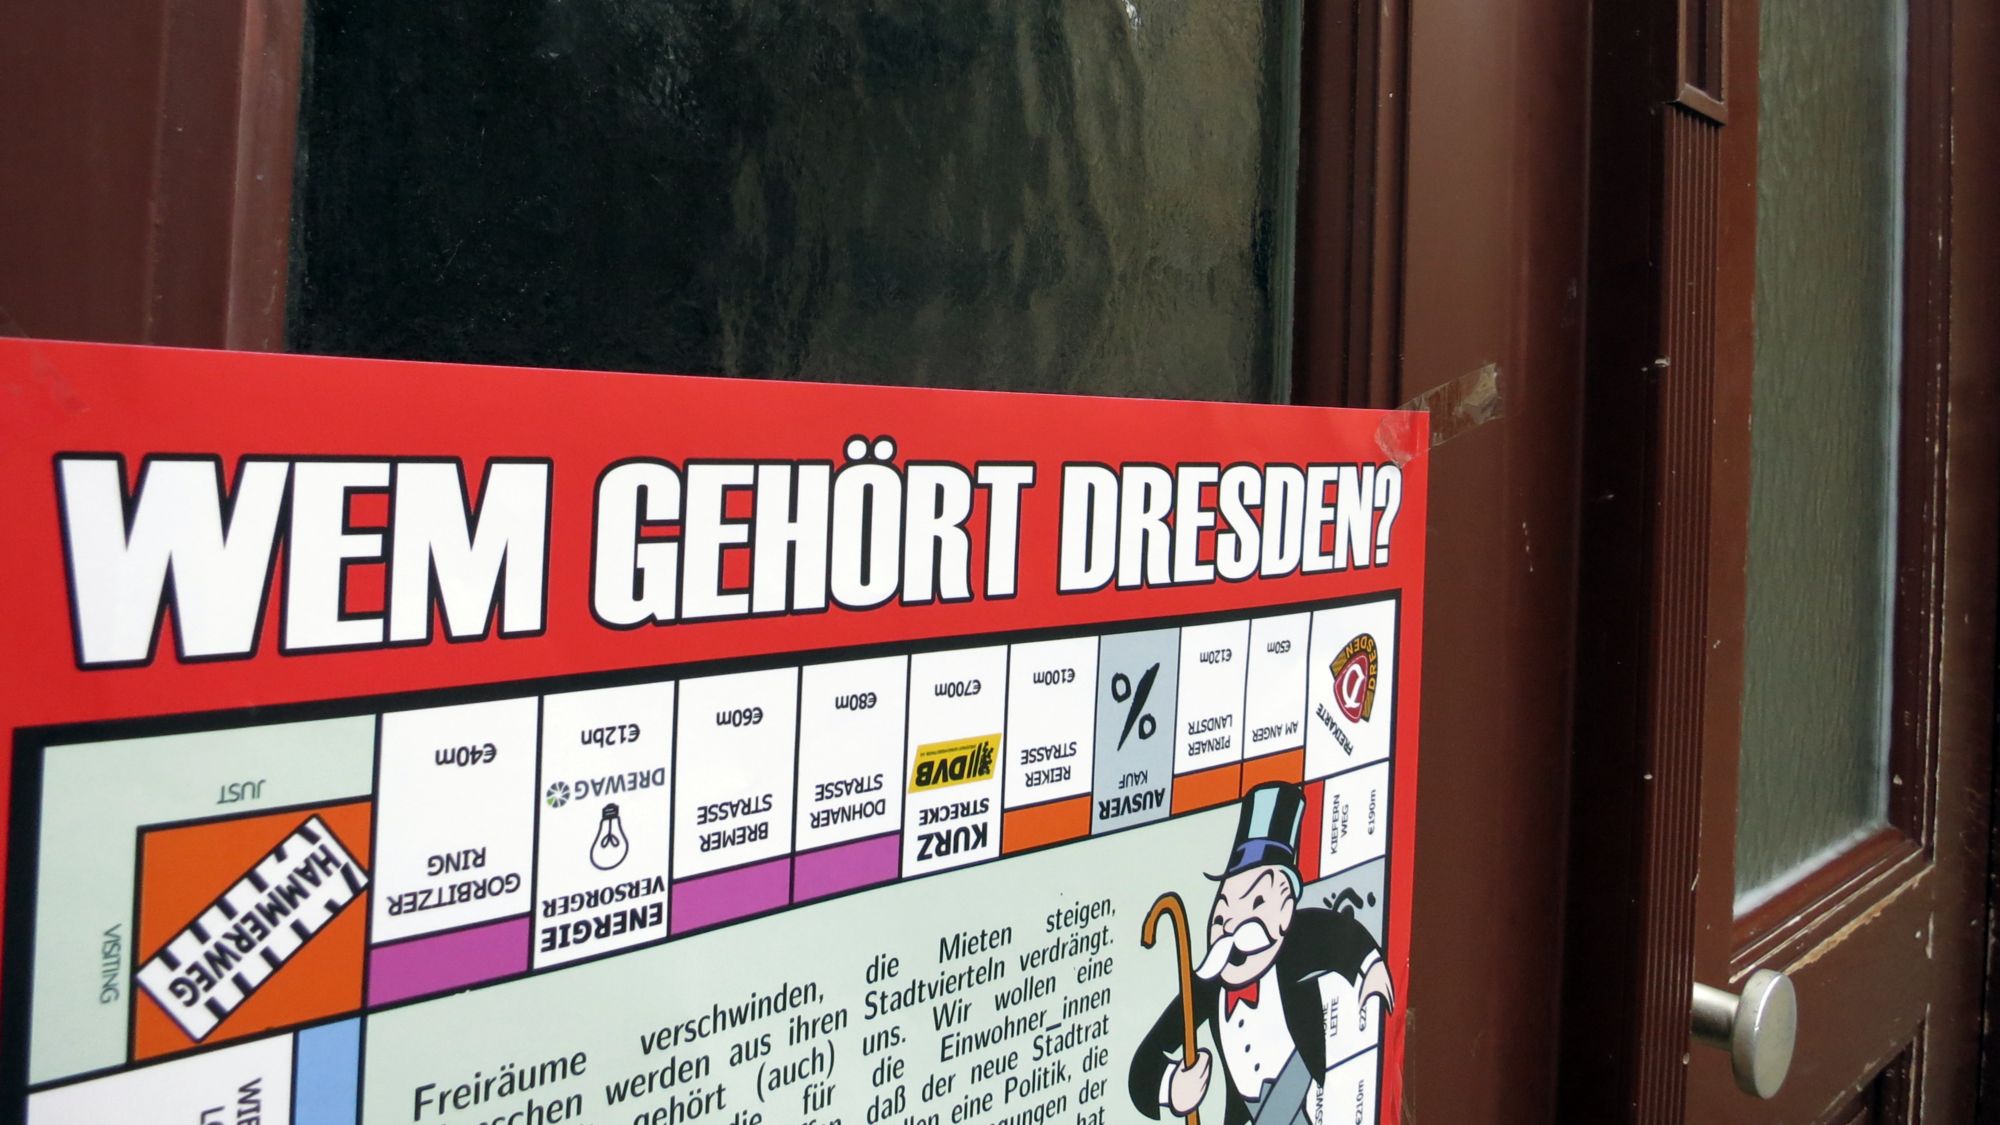 WEM GEHÖRT DRESDEN?
JUST
VISITING
HAMMERWEG
€40m
GORBITZER
RING
€12bn
DREWAG
ENERGIE
VERSORGER
€60m
BREMER
STRASSE
€80m
DOHNAER
STRASSE
€700m
DVB
KURZ
STRECKE
€100m
REIKER
STRASSE
AUSVER
KAUF
%
€120m
PIRNAER
LANDSTR
€50m
AM ANGER
FREIKARTE
D
DRESDEN
KIEFERN
WEG
€190m
LEITE
€210m
Freiräume verschwinden, die Mieten steigen,
werden aus ihren Stadtvierteln verdrängt.
gehört (auch) uns. Wir wollen eine
die für die Einwohner_innen
daß der neue Stadtrat
eine Politik, die
der
hat